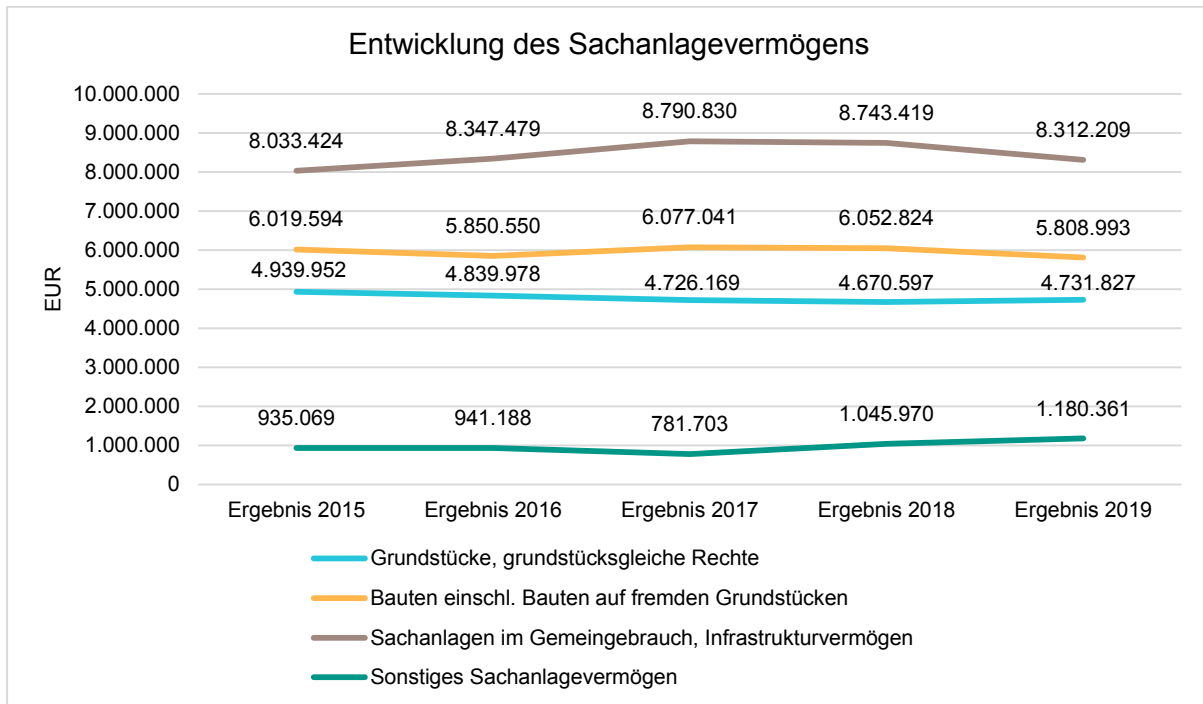 Entwicklung des Sachanlagevermögens
EUR
10.000.000
9.000.000
8.000.000
7.000.000
6.000.000
5.000.000
4.000.000
3.000.000
2.000.000
1.000.000
0
8.033.424 8.347.479 8.790.830 8.743.419 8.312.209
6.019.594 5.850.550 6.077.041 6.052.824 5.808.993
4.939.952 4.839.978 4.726.169 4.670.597 4.731.827
935.069 941.188 781.703 1.045.970 1.180.361
Ergebnis 2015 Ergebnis 2016 Ergebnis 2017 Ergebnis 2018 Ergebnis 2019
Grundstücke, grundstücksgleiche Rechte
Bauten einschl. Bauten auf fremden Grundstücken
Sachanlagen im Gemeingebrauch, Infrastrukturvermögen
Sonstiges Sachanlagevermögen